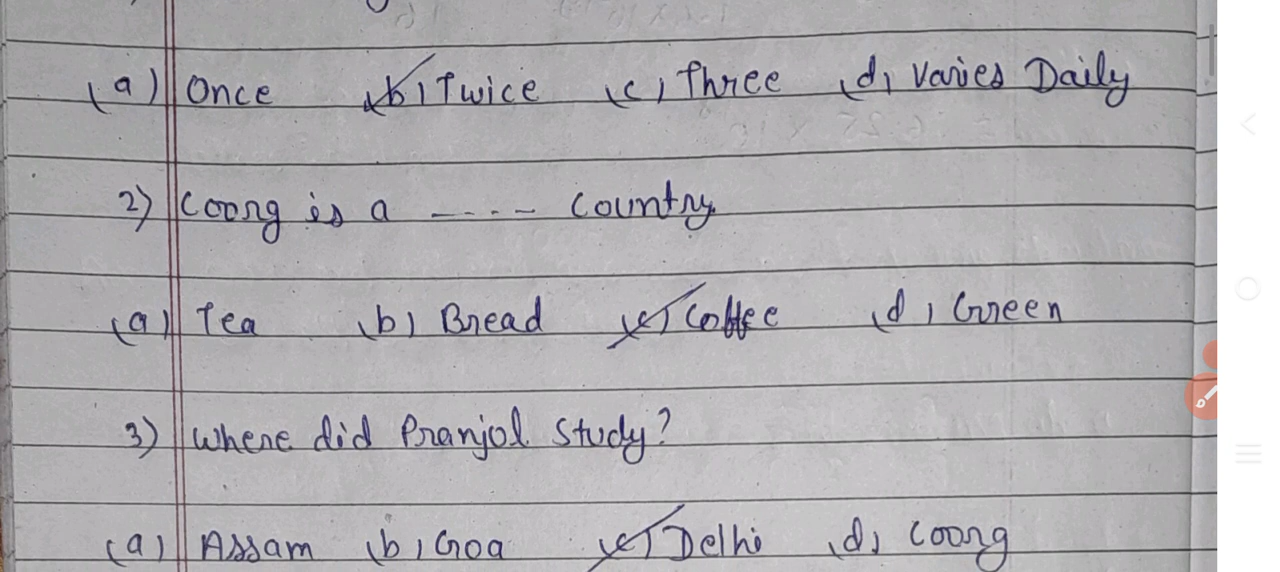 (a) Once (b) Twice (c) Three (d) Varies Daily
2) Coorg is a ---- Country.
(a) Tea (b) Bread (c) Coffee (d) Green
3) Where did Pranjol Study?
(a) Assam (b) Goa (c) Delhi (d) Coorg